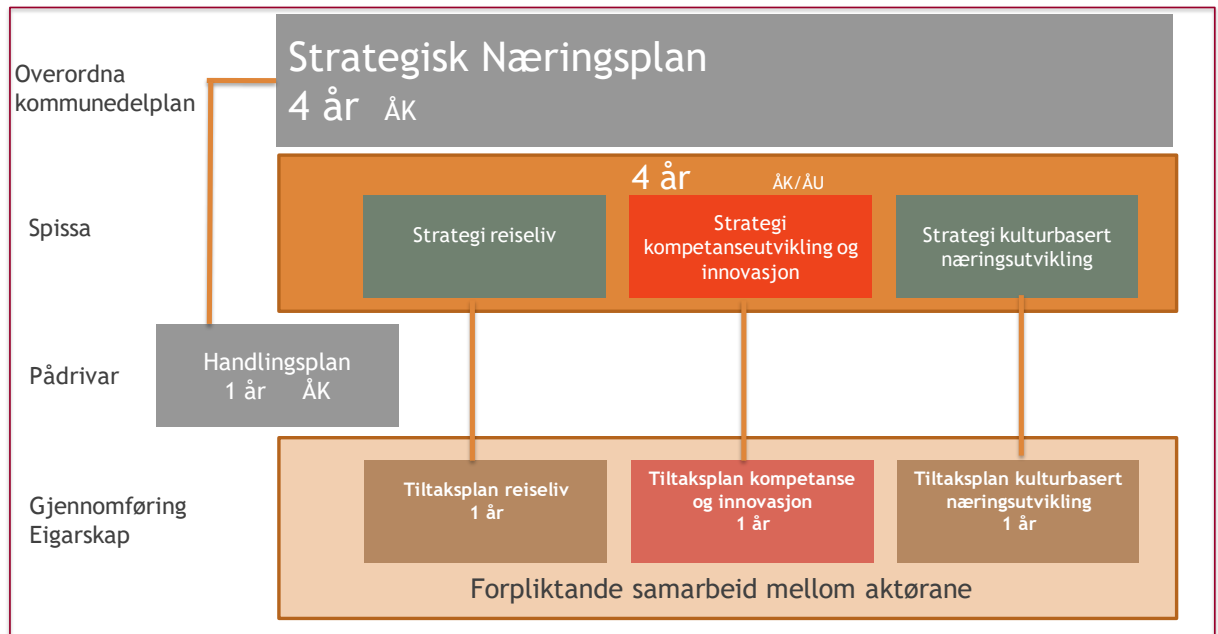 Overordna
kommunedelplan
Strategisk Næringsplan
4 år ÅK
Spissa
4 år ÅK/ÅU
Strategi reiseliv
Strategi
kompetanseutvikling og
innovasjon
Strategi kulturbasert
næringsutvikling
Pådrivar
Handlingsplan
1 år ÅK
Gjennomføring
Eigarskap
Tiltaksplan reiseliv
1 år
Tiltaksplan kompetanse
og innovasjon
1 år
Tiltaksplan kulturbasert
næringsutvikling
1 år
Forpliktande samarbeid mellom aktørane